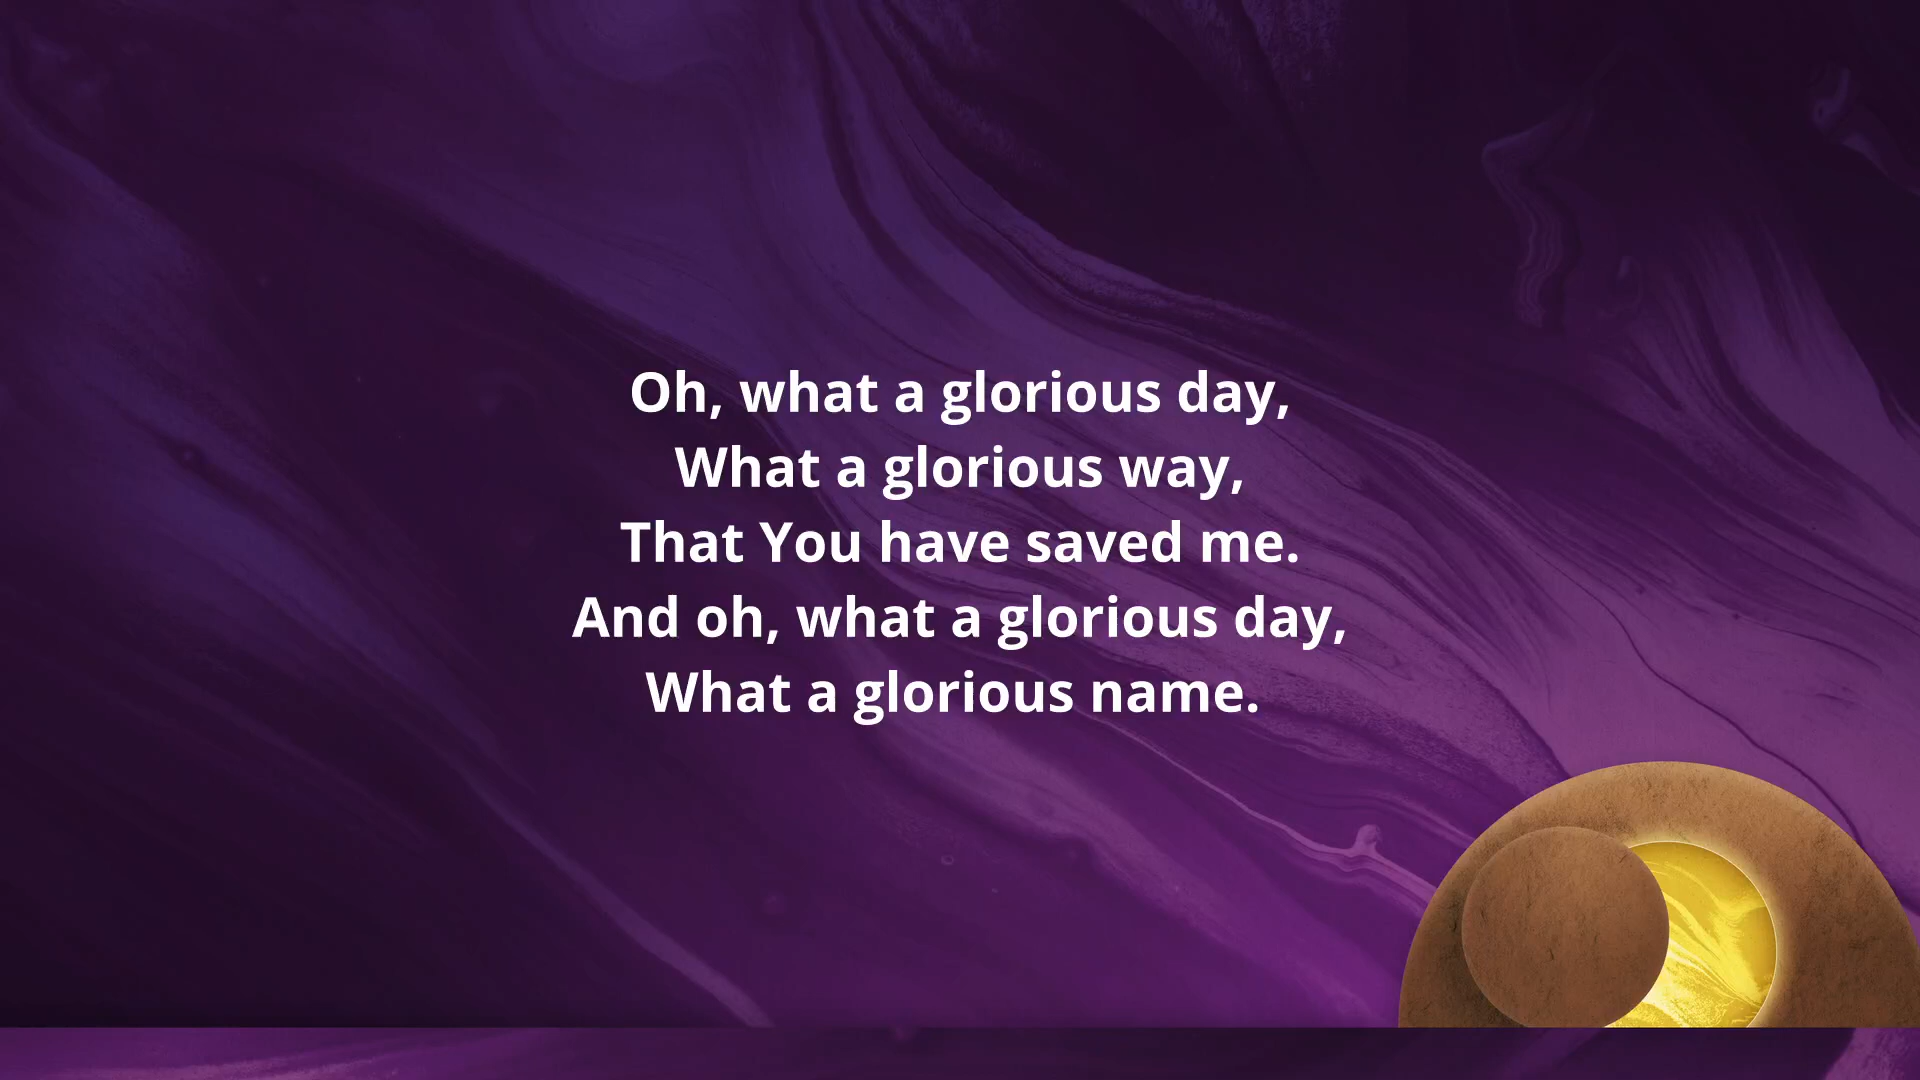 Oh, what a glorious day,
What a glorious way,
That You have saved me.
And oh, what a glorious day,
What a glorious name.